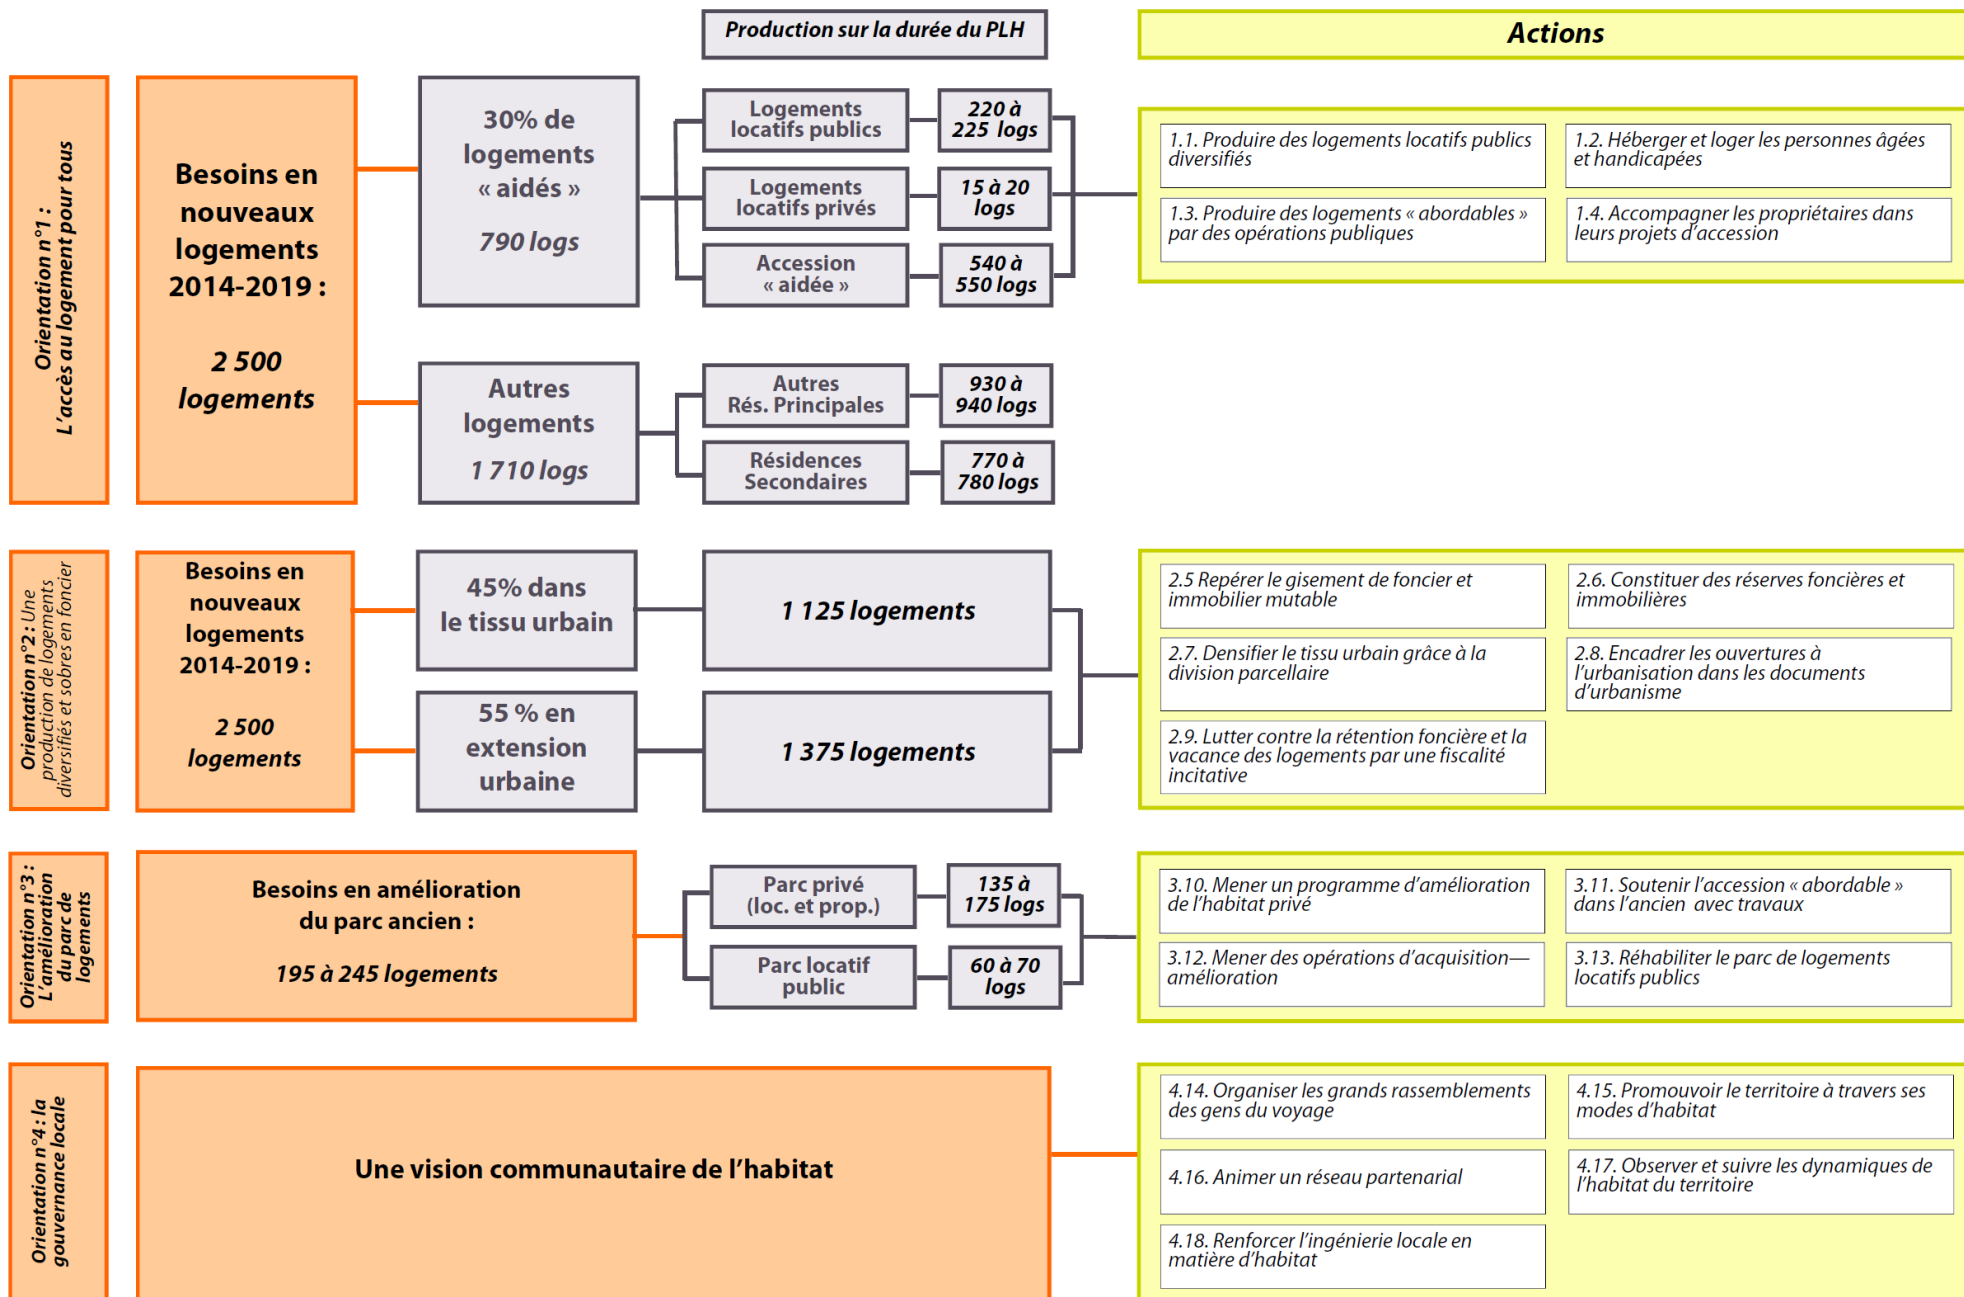 Production sur la durée du PLH
Actions
Orientation n°1 :
L'accès au logement pour tous
Besoins en
nouveaux
logements
2014-2019 :
2 500
logements
30% de
logements
« aidés »
790 logs
Logements
locatifs publics
220 à
225 logs
Logements
locatifs privés
15 à 20
logs
Accession
« aidée »
540 à
550 logs
1.1. Produire des logements locatifs publics
diversifiés
1.2. Héberger et loger les personnes âgées
et handicapées
1.3. Produire des logements « abordables »
par des opérations publiques
1.4. Accompagner les propriétaires dans
leurs projets d'accession
Autres
logements
1 710 logs
Autres
Rés. Principales
930 à
940 logs
Résidences
Secondaires
770 à
780 logs
Orientation n°2 : Une
production de logements
diversifiés et sobres en foncier
Besoins en
nouveaux
logements
2014-2019 :
2 500
logements
45% dans
le tissu urbain
1 125 logements
55 % en
extension
urbaine
1 375 logements
2.5 Repérer le gisement de foncier et
immobilier mutable
2.6. Constituer des réserves foncières et
immobilières
2.7. Densifier le tissu urbain grâce à la
division parcellaire
2.8. Encadrer les ouvertures à
l'urbanisation dans les documents
d'urbanisme
2.9. Lutter contre la rétention foncière et la
vacance des logements par une fiscalité
incitative
Orientation n°3 :
L'amélioration
du parc de
logements
Besoins en amélioration
du parc ancien :
195 à 245 logements
Parc privé
(loc. et prop.)
135 à
175 logs
Parc locatif
public
60 à 70
logs
3.10. Mener un programme d'amélioration
de l'habitat privé
3.11. Soutenir l'accession « abordable »
dans l'ancien avec travaux
3.12. Mener des opérations d'acquisition—
amélioration
3.13. Réhabiliter le parc de logements
locatifs publics
Orientation n°4 : la
gouvernance locale
Une vision communautaire de l'habitat
4.14. Organiser les grands rassemblements
des gens du voyage
4.15. Promouvoir le territoire à travers ses
modes d'habitat
4.16. Animer un réseau partenarial
4.17. Observer et suivre les dynamiques de
l'habitat du territoire
4.18. Renforcer l'ingénierie locale en
matière d'habitat